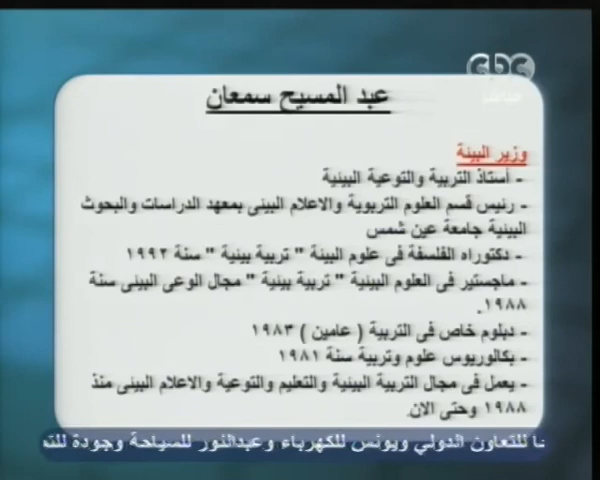 CBC
مباشر
عبد المسيح سمعان
وزير البيئة
- أستاذ التربية والتوعية البيئية
- رئيس قسم العلوم التربوية والاعلام البيئى بمعهد الدراسات والبحوث
البيئية جامعة عين شمس
- دكتوراه الفلسفة فى علوم البيئة " تربية بيئية " سنة ١٩٩٢
- ماجستير فى العلوم البيئية " تربية بيئية " مجال الوعى البيئى سنة
١٩٨٨.
- دبلوم خاص فى التربية ( عامين ) ١٩٨٣
- بكالوريوس علوم وتربية سنة ١٩٨١
- يعمل فى مجال التربية البيئية والتعليم والتوعية والاعلام البيئى منذ
١٩٨٨ وحتى الان.
للتعاون الدولي ويونس للكهرباء وعبدالنور للسياحة وجودة